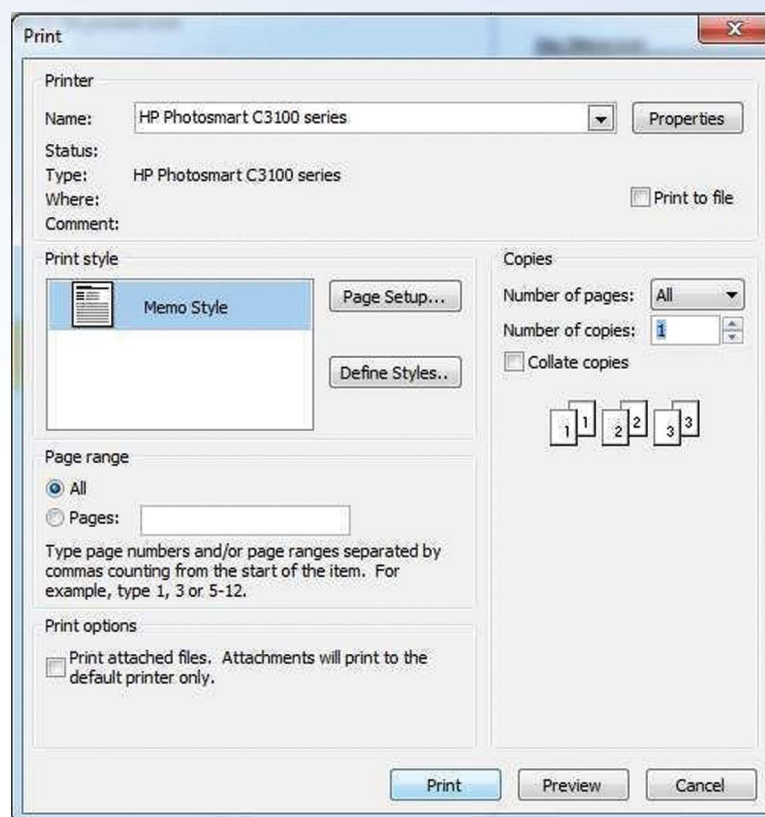 Print
Printer
Name: HP Photosmart C3100 series Properties
Status:
Type: HP Photosmart C3100 series
Where: Print to file
Comment:
Print style
Memo Style
Page Setup...
Define Styles..
Copies
Number of pages: All
Number of copies: 1
Collate copies
1 1 2 2 3 3
Page range
All
Pages:
Type page numbers and/or page ranges separated by
commas counting from the start of the item. For
example, type 1, 3 or 5-12.
Print options
Print attached files. Attachments will print to the
default printer only.
Print Preview Cancel